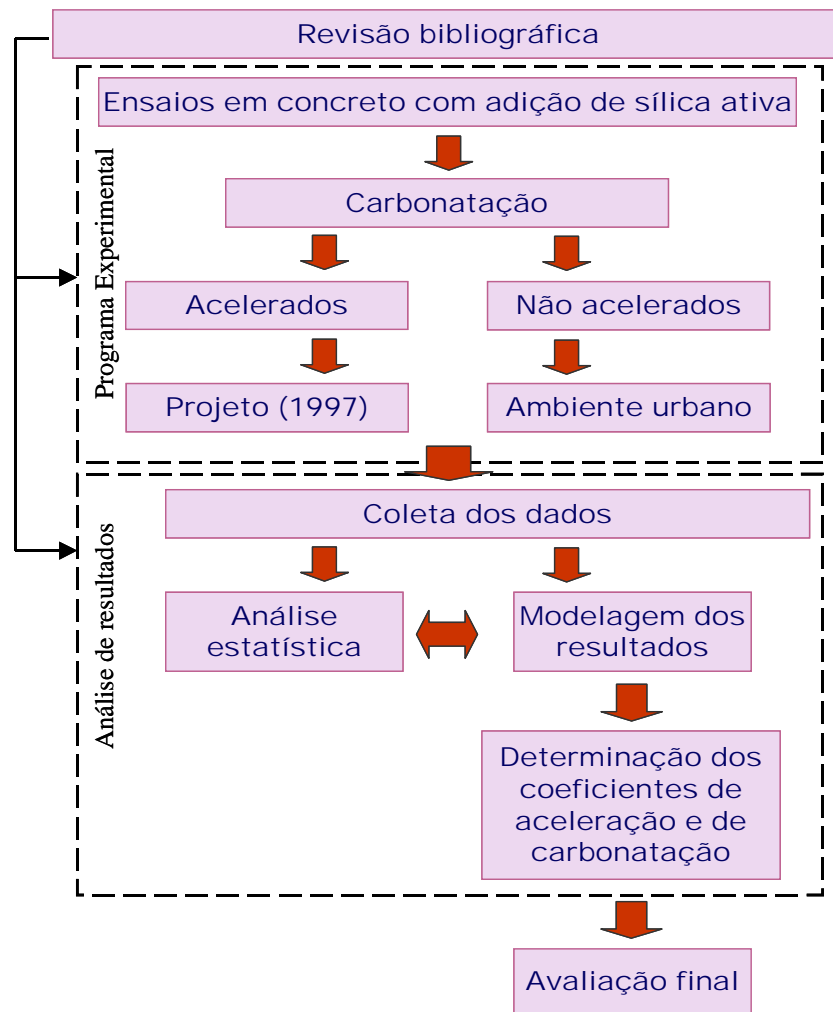 Revisão bibliográfica
Programa Experimental
Ensaios em concreto com adição de sílica ativa
Carbonatação
Acelerados
Não acelerados
Projeto (1997)
Ambiente urbano
Análise de resultados
Coleta dos dados
Análise
estatística
Modelagem dos
resultados
Determinação dos
coeficientes de
aceleração e de
carbonatação
Avaliação final